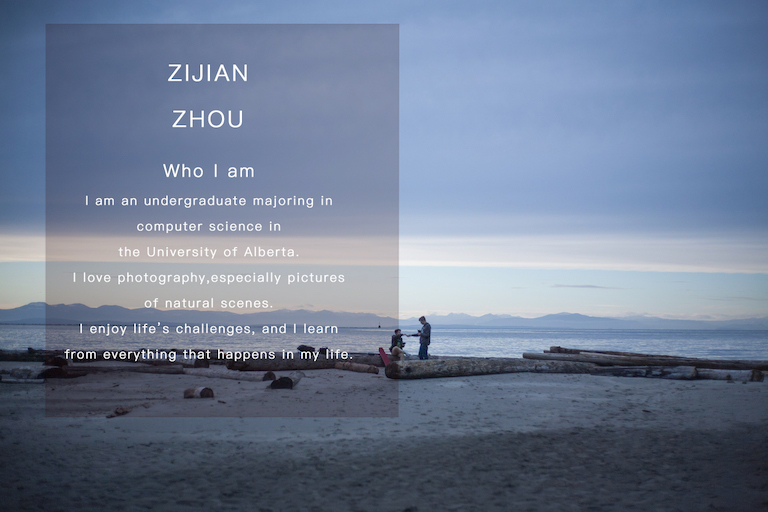 ZIJIAN
ZHOU
Who I am
I am an undergraduate majoring in
computer science in
the University of Alberta.
I love photography,especially pictures
of natural scenes.
I enjoy life's challenges, and I learn
from everything that happens in my life.